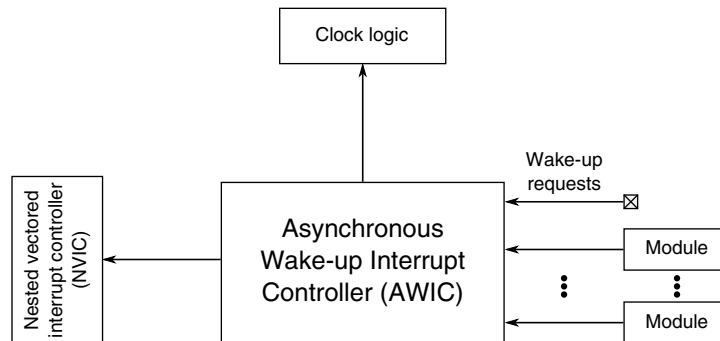 Clock logic
Nested vectored
interrupt controller
(NVIC)
Asynchronous
Wake-up Interrupt
Controller (AWIC)
Wake-up
requests
Module
Module